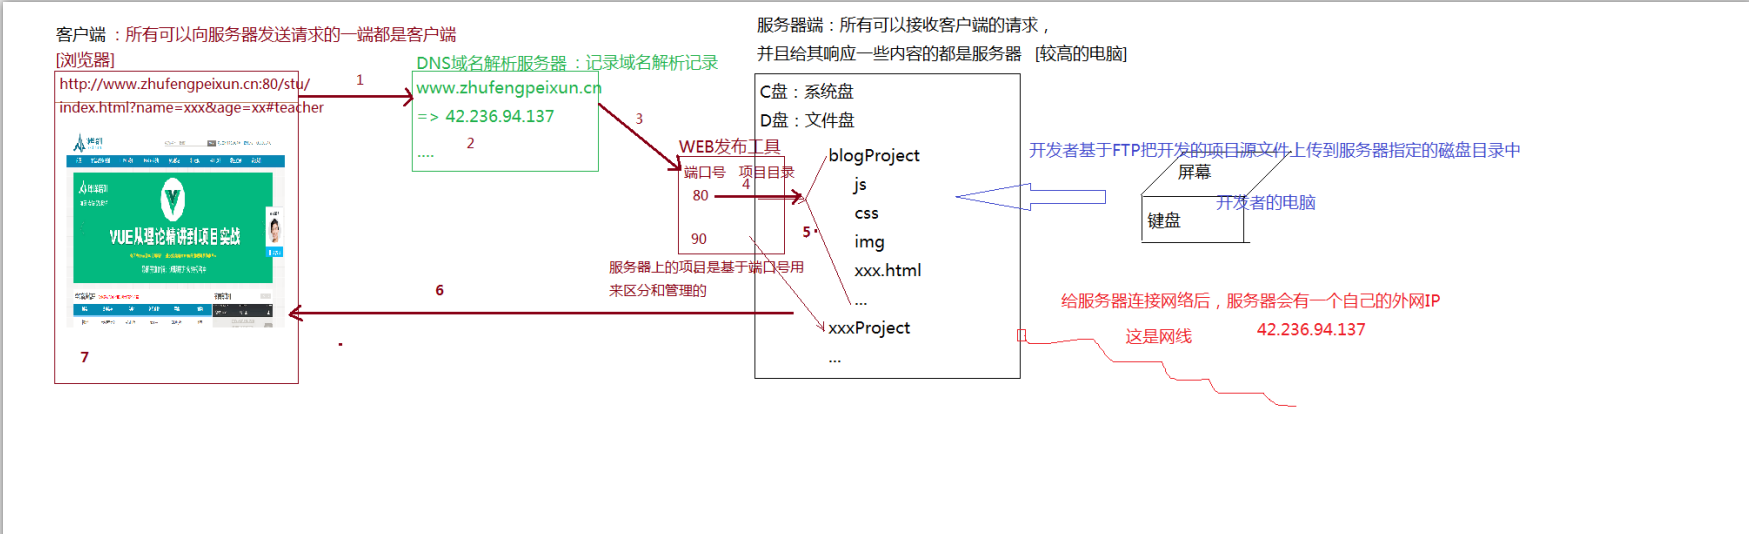 客户端 ：所有可以向服务器发送请求的一端都是客户端
[浏览器]
http://www.zhufengpeixun.cn:80/stu/
index.html?name=xxx&age=xx#teacher
VUE从理论精讲到项目实战
7
1
DNS域名解析服务器 ：记录域名解析记录
www.zhufengpeixun.cn
=> 42.236.94.137
2
....
3
WEB发布工具
端口号 项目目录
4
80
90
5
服务器上的项目是基于端口号用
来区分和管理的
6
服务器端：所有可以接收客户端的请求，
并且给其响应一些内容的都是服务器 [较高的电脑]
C盘：系统盘
D盘：文件盘
blogProject
js
css
img
xxx.html
...
xxxProject
...
开发者基于FTP把开发的项目源文件上传到服务器指定的磁盘目录中
屏幕
开发者的电脑
键盘
给服务器连接网络后，服务器会有一个自己的外网IP
42.236.94.137
这是网线